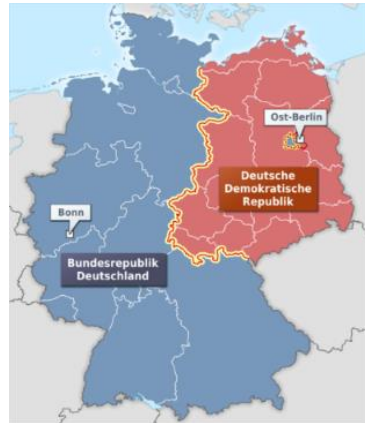 Ost-Berlin
Deutsche
Demokratische
Republik
Bonn
Bundesrepublik
Deutschland